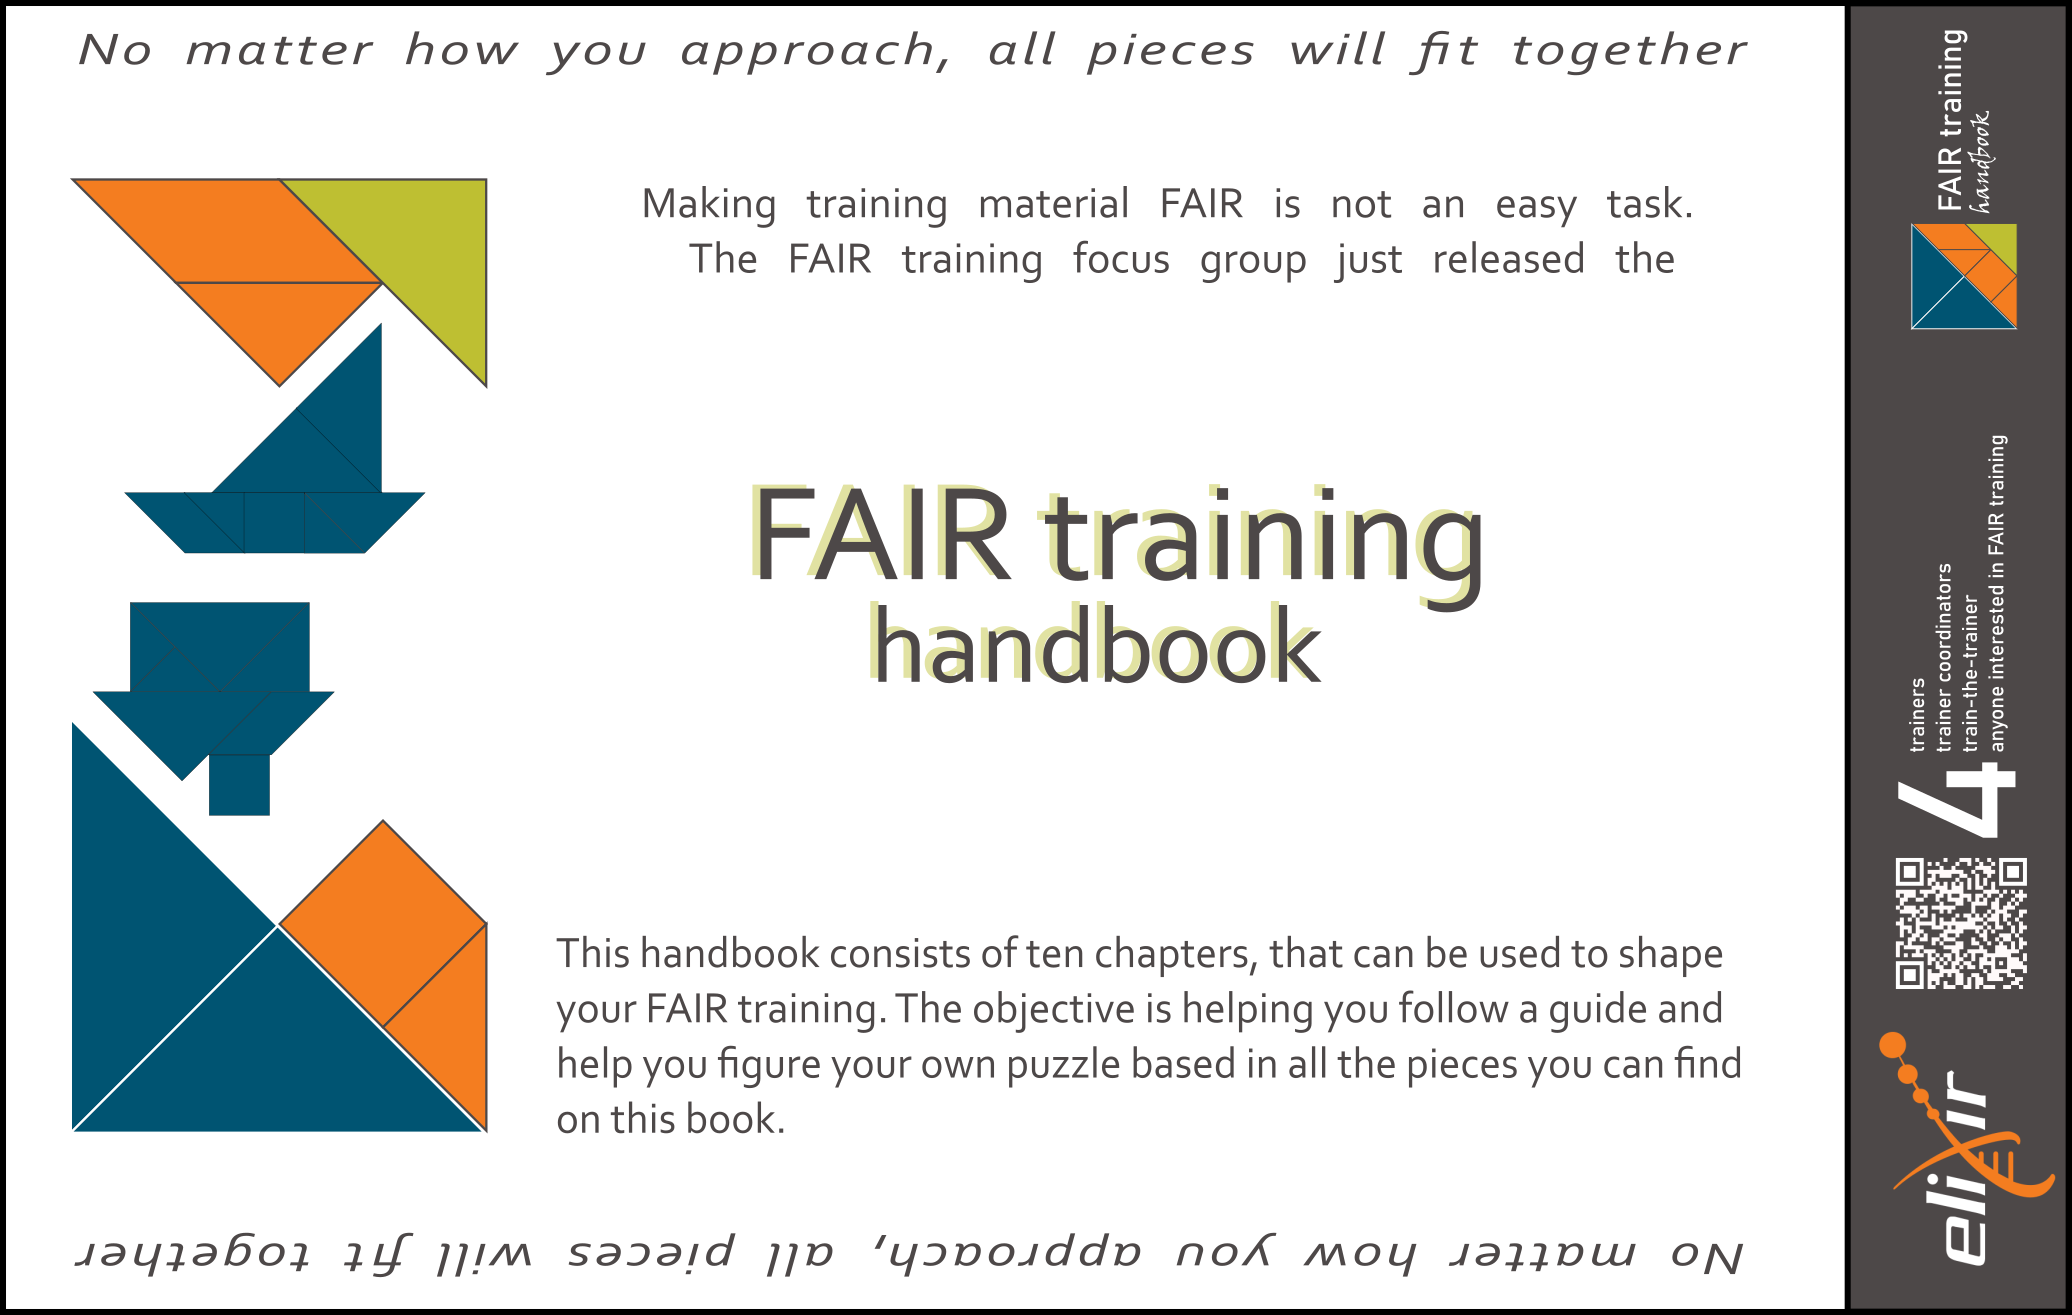 No matter how you approach, all pieces will fit together
Making training material FAIR is not an easy task.
The FAIR training focus group just released the
FAIR training
handbook
This handbook consists of ten chapters, that can be used to shape
your FAIR training. The objective is helping you follow a guide and
help you figure your own puzzle based in all the pieces you can find
on this book.
No matter how you approach, all pieces will fit together
FAIR training
handbook
4
trainers
trainer coordinators
train-the-trainer
anyone interested in FAIR training
elixir